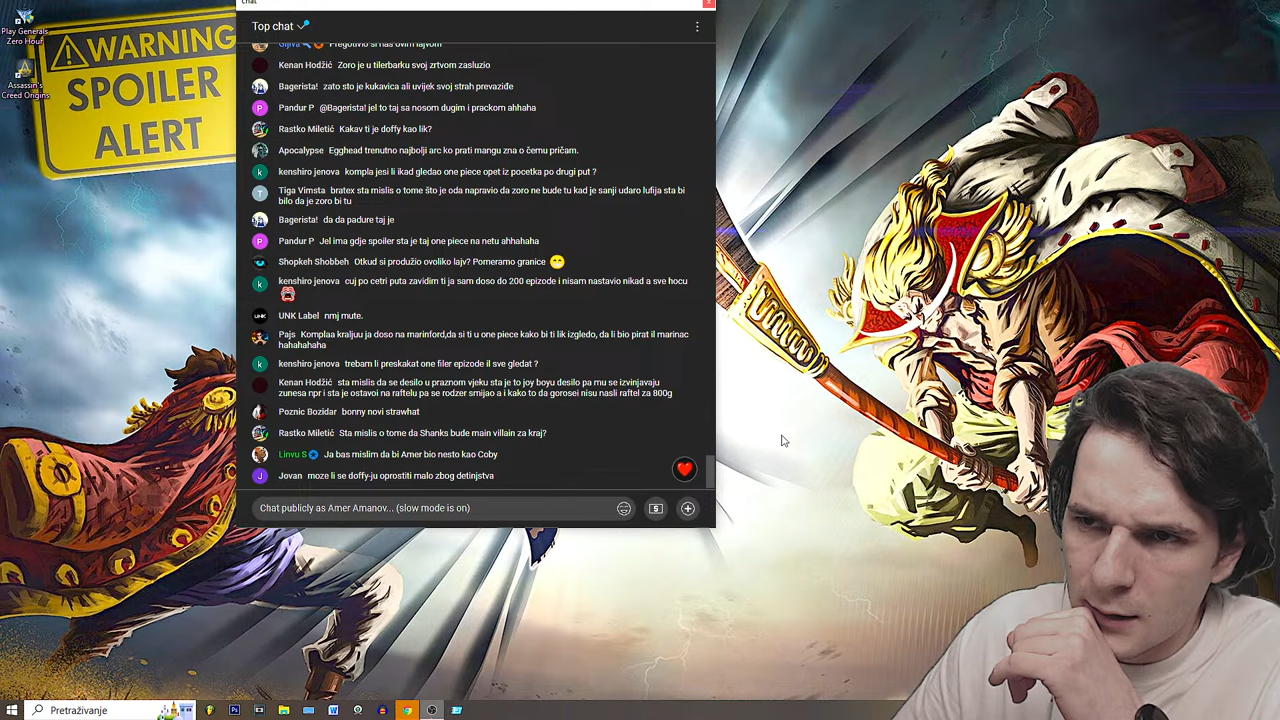 Play Generals
Zero Hour
Assassin's
Creed Origins
WARNING
SPOILER
ALERT
chat
Top chat
Gljiva Pregotivio si nas ovim lajvom
Kenan Hodžić Zoro je u tilerbarku svoj zrtvom zasluzio
Bagerista! zato sto je kukavica ali uvijek svoj strah prevaziđe
P Pandur P @Bagerista! jel to taj sa nosom dugim i prackom ahhaha
Rastko Miletić Kakav ti je doffy kao lik?
Apocalypse Egghead trenutno najbolji arc ko prati mangu zna o čemu pričam.
k kenshiro jenova kompla jesi li ikad gledao one piece opet iz pocetka po drugi put ?
T Tiga Vimsta bratex sta mislis o tome što je oda napravio da zoro ne bude tu kad je sanji udaro lufija sta bi
bilo da je zoro bi tu
Bagerista! da da padure taj je
P Pandur P Jel ima gdje spoiler sta je taj one piece na netu ahhahaha
Shopkeh Shobbeh Otkud si produžio ovoliko lajv? Pomeramo granice
k kenshiro jenova cuj po cetri puta zavidim ti ja sam doso do 200 epizode i nisam nastavio nikad a sve hocu
UNK UNK Label nmj mute.
Pajs Komplaa kraljuu ja doso na marinford,da si ti u one piece kako bi ti lik izgledo, da li bio pirat il marinac
hahahahaha
k kenshiro jenova trebam li preskakat one filer epizode il sve gledat ?
Kenan Hodžić sta mislis da se desilo u praznom vjeku sta je to joy boyu desilo pa mu se izvinjavaju
zunesa npr i sta je ostavoi na raftelu pa se rodzer smijao a i kako to da gorosei nisu nasli raftel za 800g
Poznic Bozidar bonny novi strawhat
Rastko Miletić Sta mislis o tome da Shanks bude main villain za kraj?
Linvu S Ja bas mislim da bi Amer bio nesto kao Coby
J Jovan moze li se doffy-ju oprostiti malo zbog detinjstva
Chat publicly as Amer Amanov... (slow mode is on)
Pretraživanje